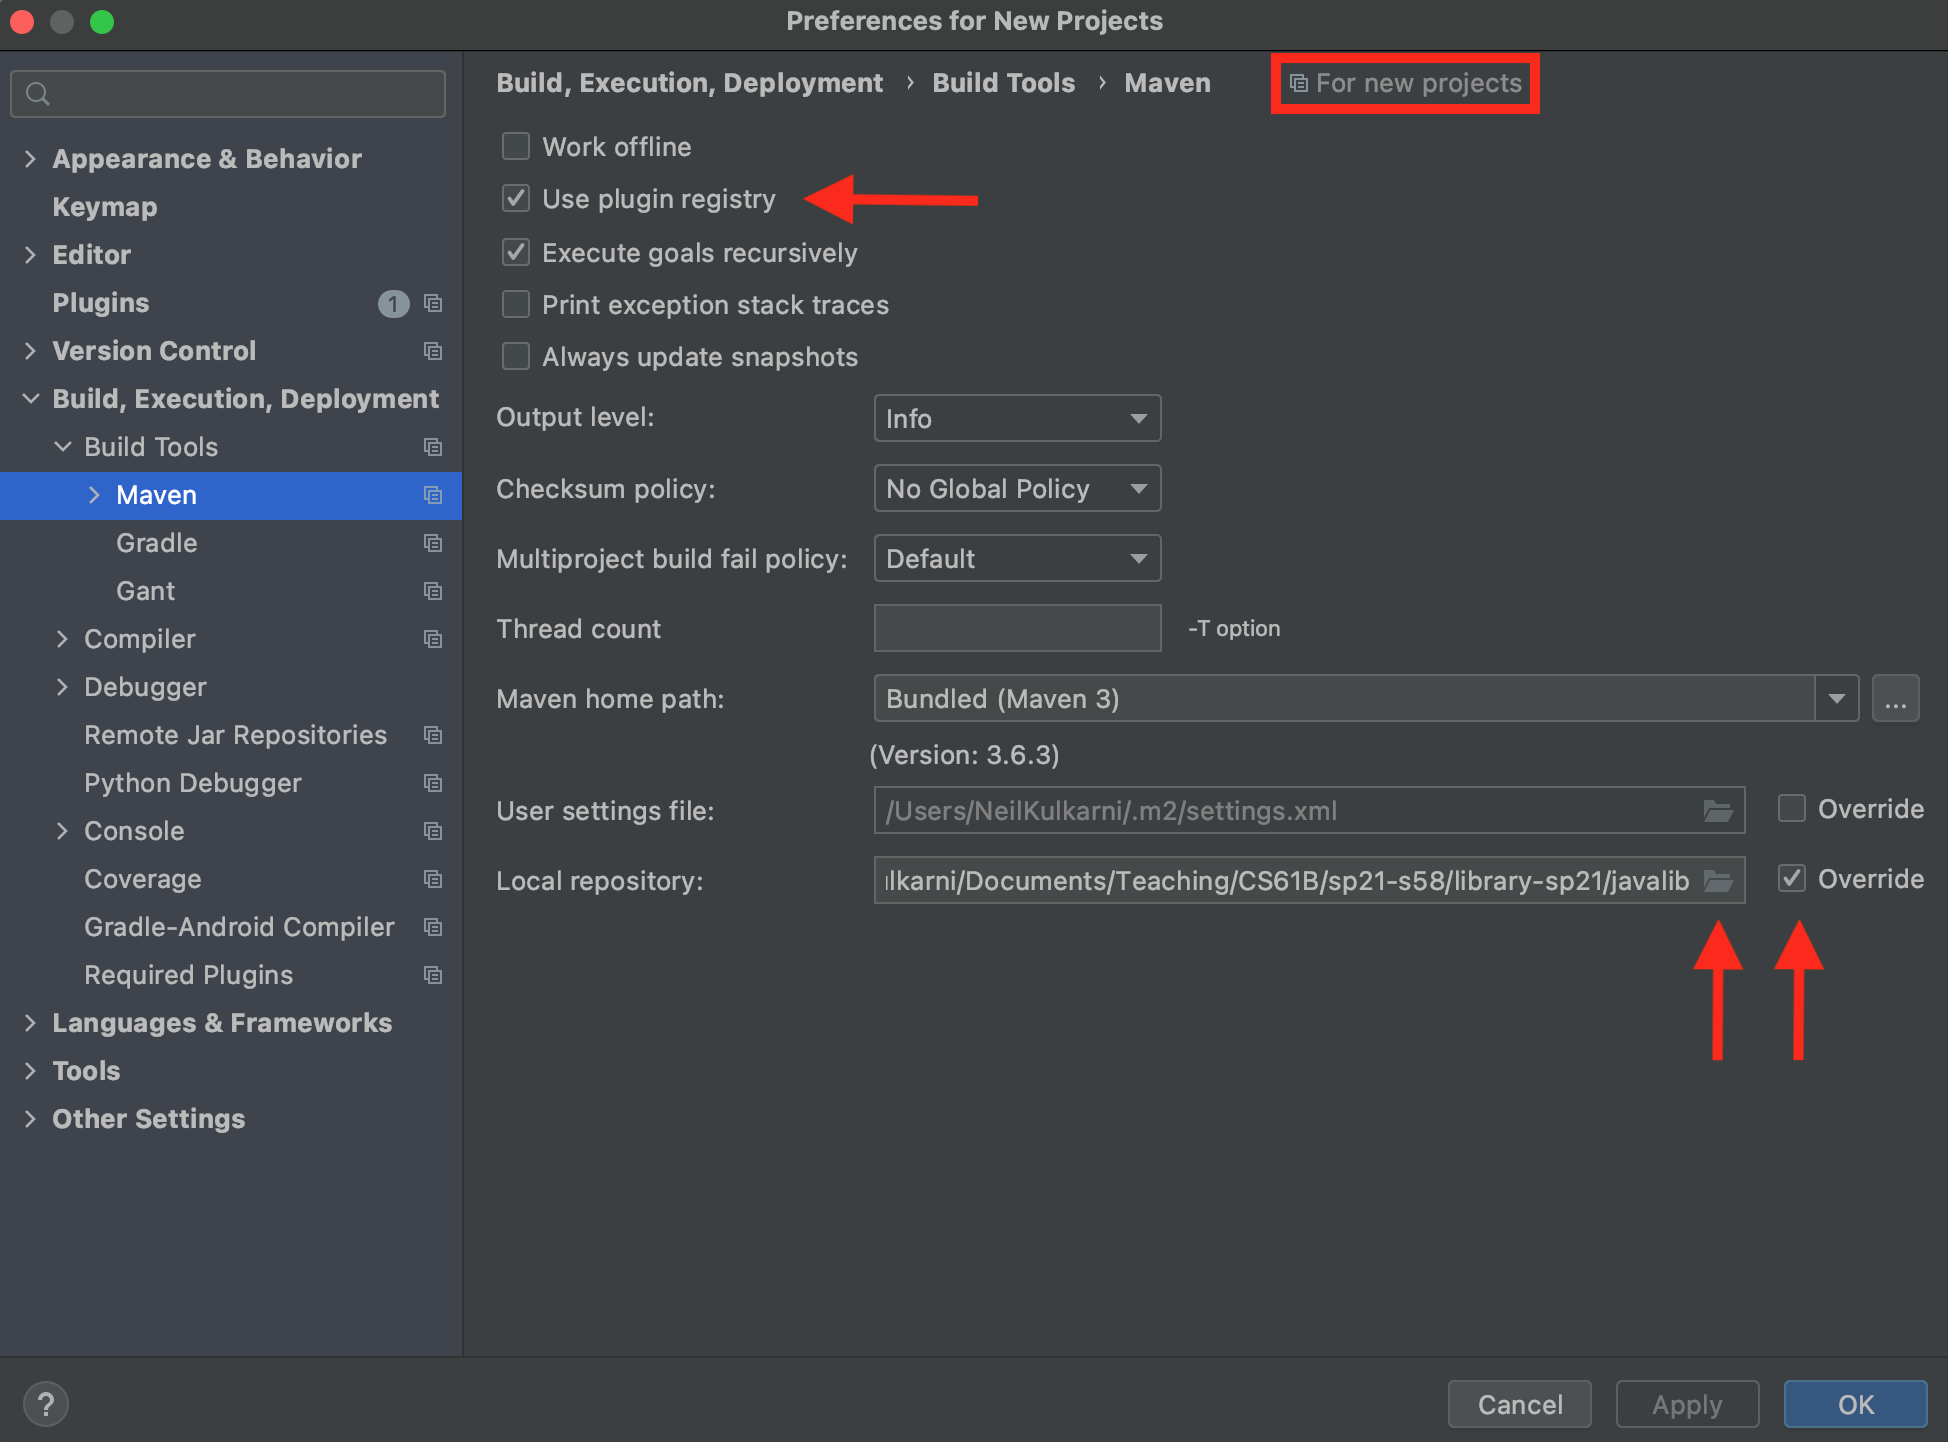 Preferences for New Projects
Build, Execution, Deployment › Build Tools › Maven
For new projects
Appearance & Behavior
Keymap
Editor
Plugins 1
Version Control
Build, Execution, Deployment
Build Tools
Maven
Gradle
Gant
Compiler
Debugger
Remote Jar Repositories
Python Debugger
Console
Coverage
Gradle-Android Compiler
Required Plugins
Languages & Frameworks
Tools
Other Settings
Work offline
Use plugin registry
Execute goals recursively
Print exception stack traces
Always update snapshots
Output level: Info
Checksum policy: No Global Policy
Multiproject build fail policy: Default
Thread count -T option
Maven home path: Bundled (Maven 3) ...
(Version: 3.6.3)
User settings file: /Users/NeilKulkarni/.m2/settings.xml Override
Local repository: lkarni/Documents/Teaching/CS61B/sp21-s58/library-sp21/javalib Override
? Cancel Apply OK